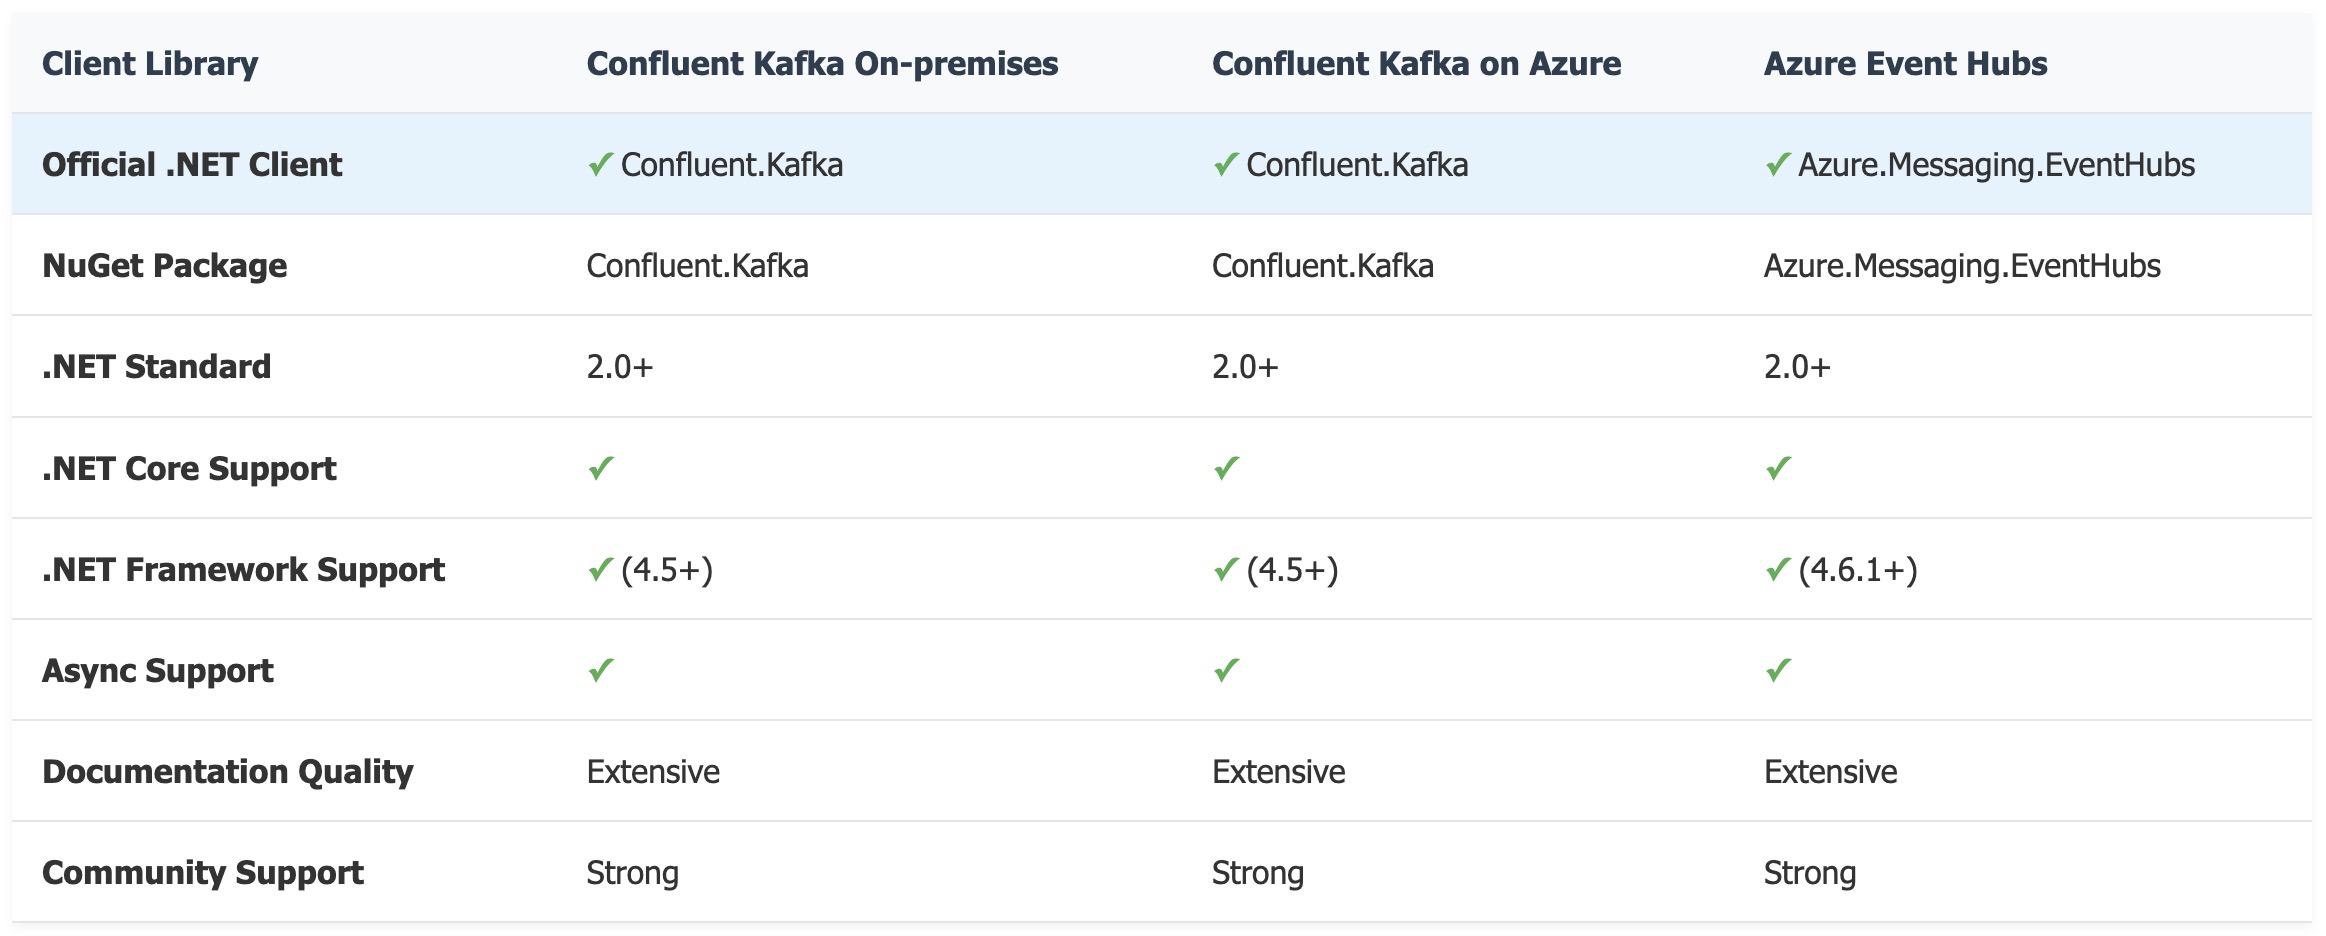 Client Library Confluent Kafka On-premises Confluent Kafka on Azure Azure Event Hubs
Official .NET Client ✓ Confluent.Kafka ✓ Confluent.Kafka ✓ Azure.Messaging.EventHubs
NuGet Package Confluent.Kafka Confluent.Kafka Azure.Messaging.EventHubs
.NET Standard 2.0+ 2.0+ 2.0+
.NET Core Support ✓ ✓ ✓
.NET Framework Support ✓ (4.5+) ✓ (4.5+) ✓ (4.6.1+)
Async Support ✓ ✓ ✓
Documentation Quality Extensive Extensive Extensive
Community Support Strong Strong Strong